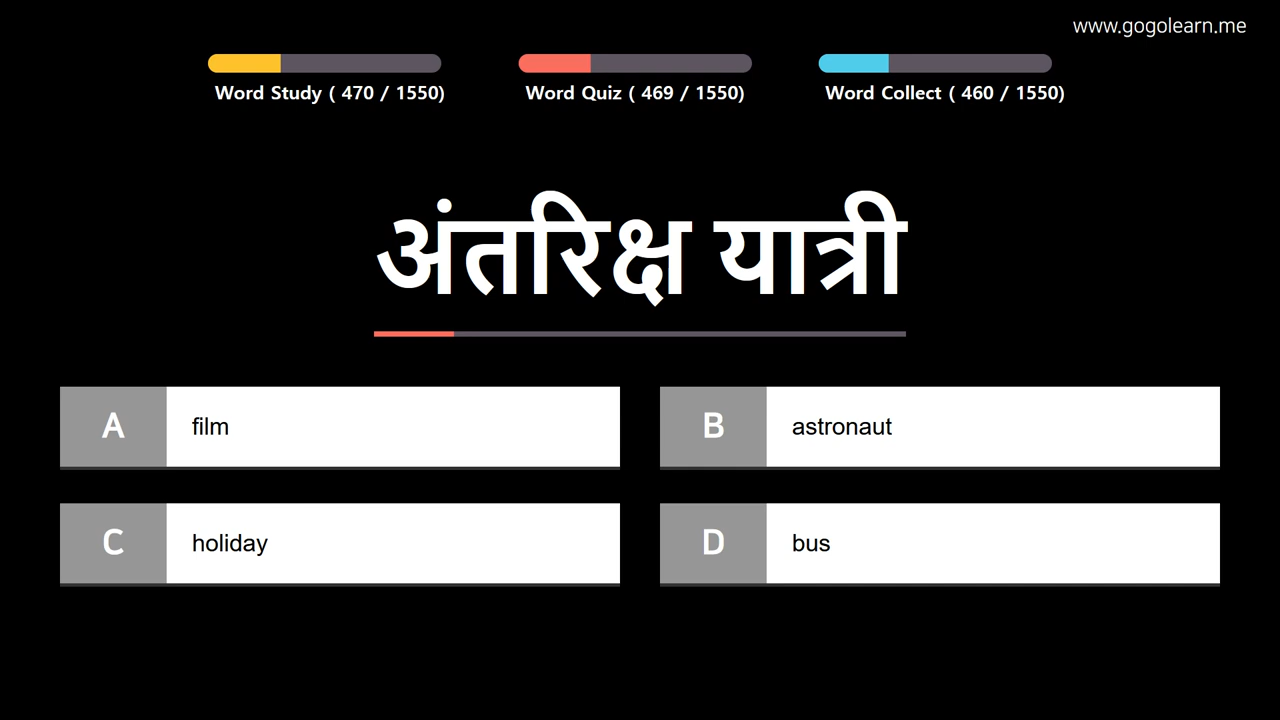 www.gogolearn.me
Word Study ( 470 / 1550)
Word Quiz ( 469 / 1550)
Word Collect ( 460 / 1550)
अंतरिक्ष यात्री
A film
B astronaut
C holiday
D bus